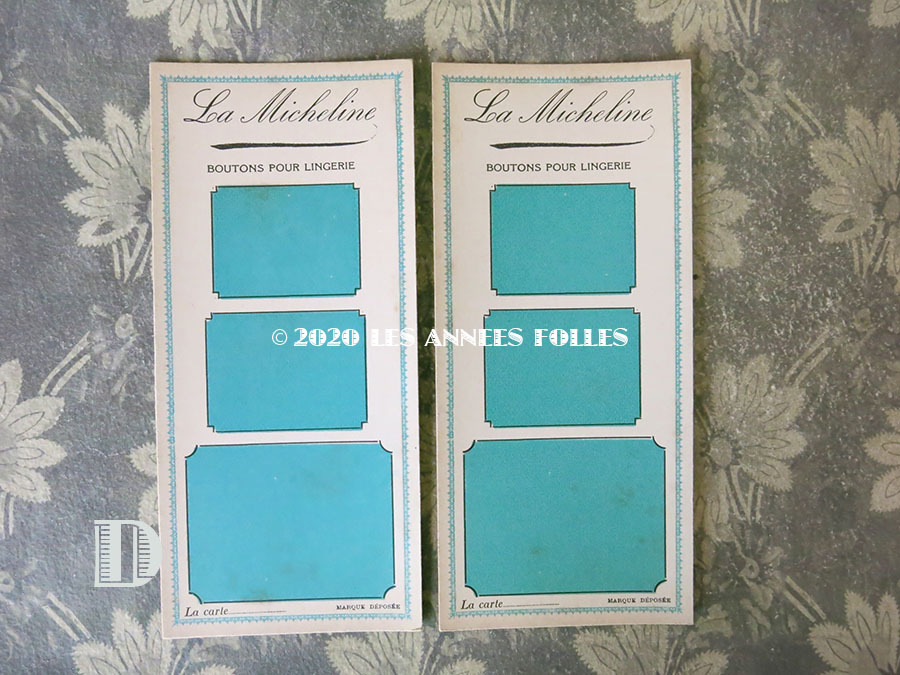 La Micheline
BOUTONS POUR LINGERIE
La carte
MARQUE DÉPOSÉE
La Micheline
BOUTONS POUR LINGERIE
La carte
MARQUE DÉPOSÉE
© 2020 LES ANNEES FOLLES
D